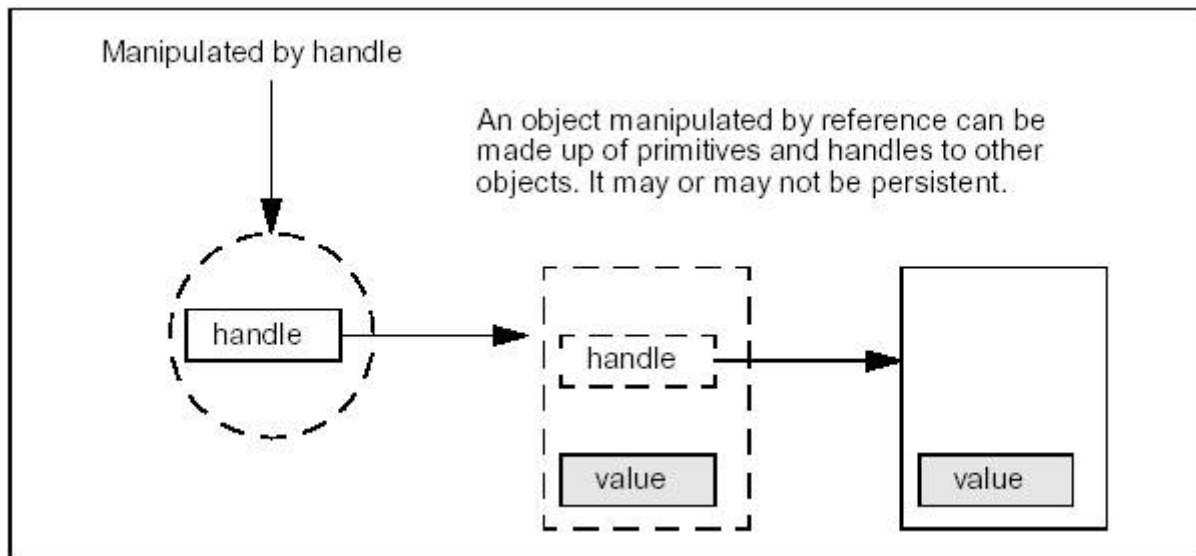 Manipulated by handle
An object manipulated by reference can be
made up of primitives and handles to other
objects. It may or may not be persistent.
handle
handle
value
value